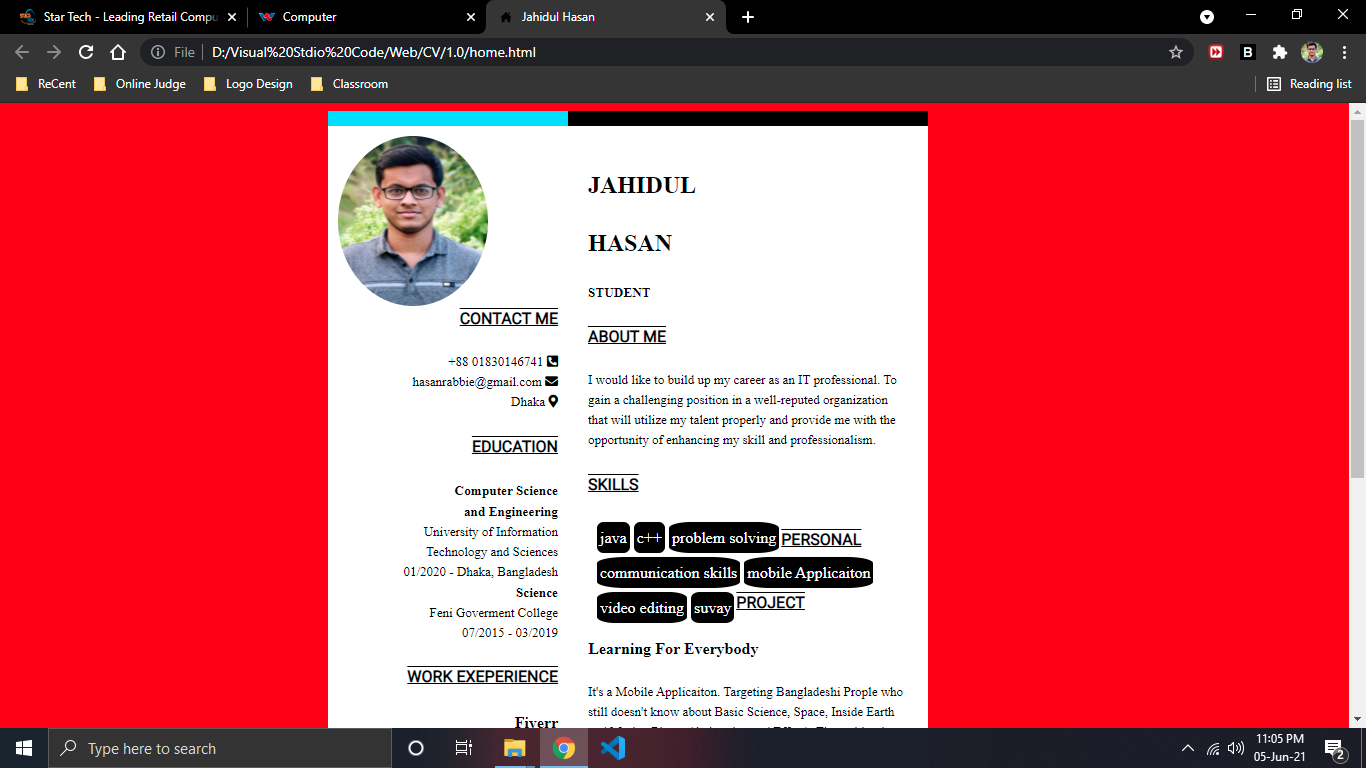 Star Tech - Leading Retail Compu
Computer
Jahidul Hasan
File
D:/Visual%20Stdio%20Code/Web/CV/1.0/home.html
B
ReCent
Online Judge
Logo Design
Classroom
Reading list
CONTACT ME
+88 01830146741
hasanrabbie@gmail.com
Dhaka
EDUCATION
Computer Science
and Engineering
University of Information
Technology and Sciences
01/2020 - Dhaka, Bangladesh
Science
Feni Goverment College
07/2015 - 03/2019
WORK EXEPERIENCE
Fiverr
JAHIDUL
HASAN
STUDENT
ABOUT ME
I would like to build up my career as an IT professional. To
gain a challenging position in a well-reputed organization
that will utilize my talent properly and provide me with the
opportunity of enhancing my skill and professionalism.
SKILLS
java c++ problem solving PERSONAL
communication skills mobile Applicaiton
video editing suvay PROJECT
Learning For Everybody
It's a Mobile Applicaiton. Targeting Bangladeshi Prople who
still doesn't know about Basic Science, Space, Inside Earth
Type here to search
11:05 PM
05-Jun-21
2